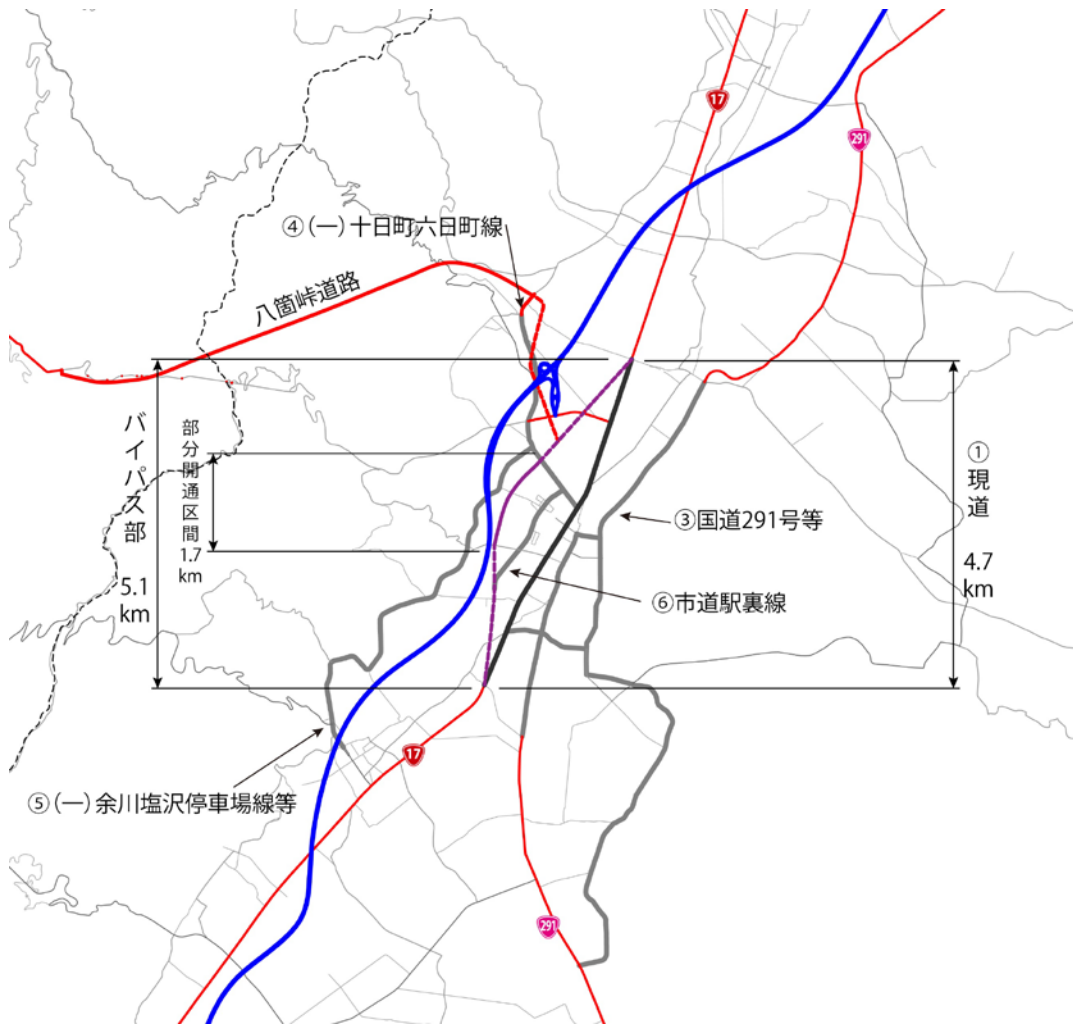 17
291
④(一)十日町六日町線
八箇峠道路
バイパス部
5.1
km
部分開通区間
1.7
km
①現道
4.7
km
③国道291号等
⑥市道駅裏線
17
⑤(一)余川塩沢停車場線等
291